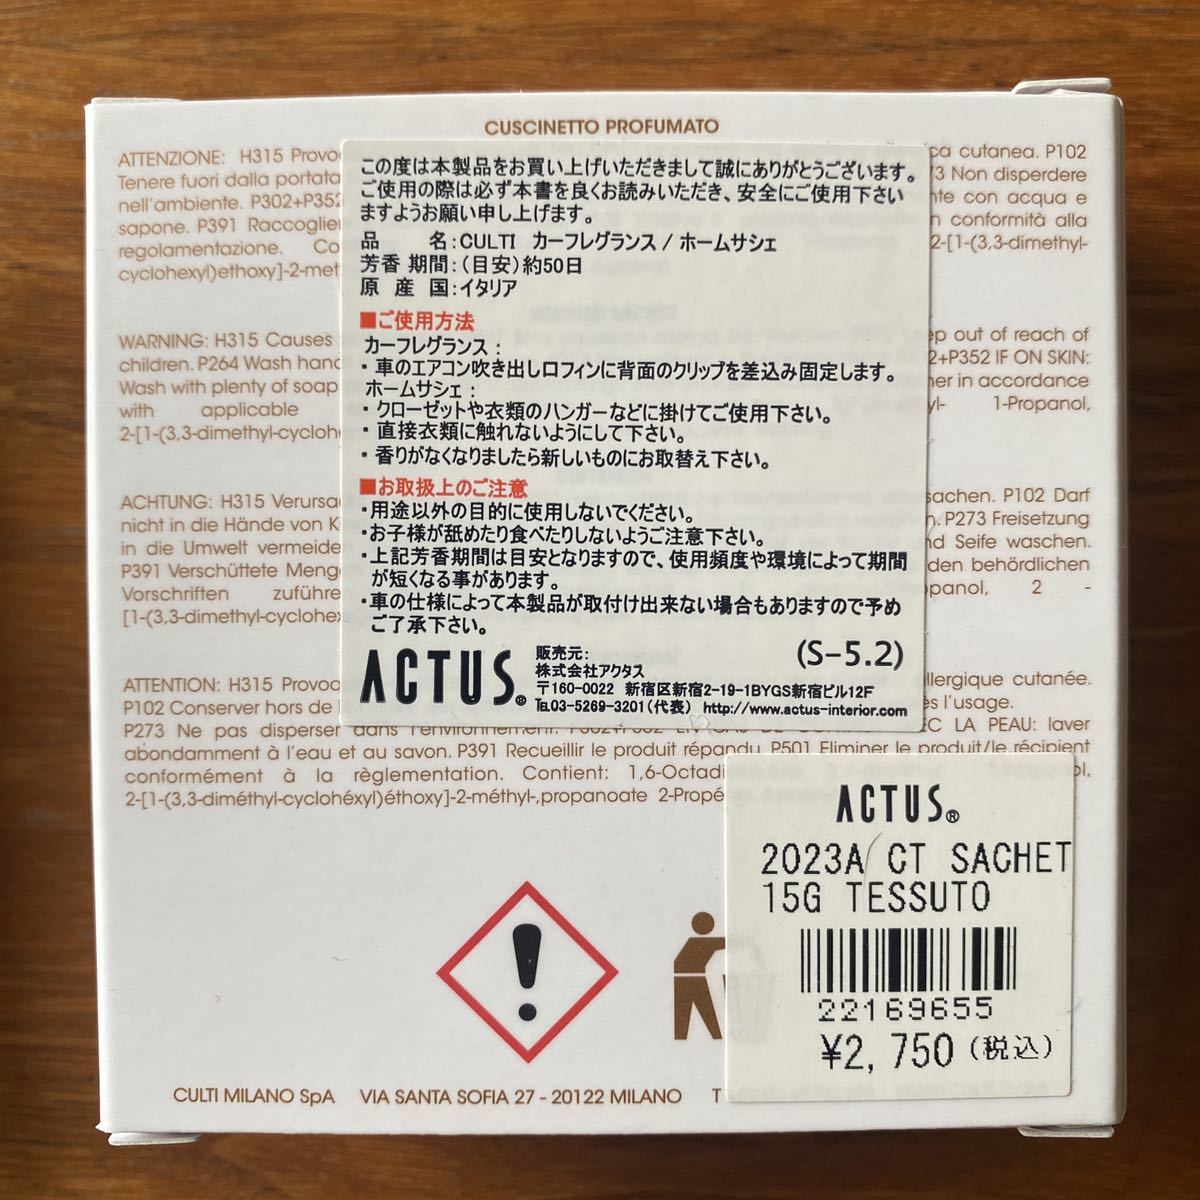 CUSCINETTO PROFUMATO
ATTENZIONE: H315 Provoc
ca cutanea. P102
Tenere fuori dalla portata
73 Non disperdere
nell'ambiente. P302+P352
nte con acqua e
sapone. P391 Raccoglier
in conformità alla
regolamentazione. Co
2-[1-(3,3-dimethyl-
cyclohexyl)ethoxy]-2-met
この度は本製品をお買い上げいただきまして誠にありがとうございます。
ご使用の際は必ず本書を良くお読みいただき、安全にご使用下さい
ますようお願い申し上げます。
品 名:CULTI カーフレグランス / ホームサシェ
芳香 期間:(目安)約50日
原 産 国:イタリア
■ご使用方法
カーフレグランス:
・車のエアコン吹き出し口フィンに背面のクリップを差込み固定します。
ホームサシェ:
・クローゼットや衣類のハンガーなどに掛けてご使用下さい。
・直接衣類に触れないようにして下さい。
・香りがなくなりましたら新しいものにお取替え下さい。
■お取扱上のご注意
・用途以外の目的に使用しないでください。
・お子様が舐めたり食べたりしないようご注意下さい。
・上記芳香期間は目安となりますので、使用頻度や環境によって期間
が短くなる事があります。
・車の仕様によって本製品が取付け出来ない場合もありますので予め
ご了承下さい。
ACTUS®
販売元:
株式会社アクタス
(S-5.2)
〒160-0022 新宿区新宿2-19-1BYGS新宿ビル12F
℡03-5269-3201(代表) http://www.actus-interior.com
WARNING: H315 Causes
ep out of reach of
children. P264 Wash hand
2+P352 IF ON SKIN:
Wash with plenty of soap
ner in accordance
with applicable
1-Propanol,
2-[1-(3,3-dimethyl-cycloh
ACHTUNG: H315 Verursa
sachen. P102 Darf
nicht in die Hände von K
n. P273 Freisetzung
in die Umwelt vermeide
und Seife waschen.
P391 Verschüttete Meng
den behördlichen
Vorschriften zuführe
opanol, 2 -
[1-(3,3-dimethyl-cyclohex
ATTENTION: H315 Provoc
allergique cutanée.
P102 Conserver hors de l
ès l'usage.
P273 Ne pas disperser dans l'environnement.
LA PEAU: laver
abondamment à l'eau et au savon. P391 Recueillir le produit répandu. P501 Eliminer le produit/le récipient
conformément à la règlementation. Contient: 1,6-Octad
2-[1-(3,3-diméthyl-cyclohéxyl)éthoxy]-2-méthyl-,propanoate 2-Propé
ACTUS®
2023A CT SACHET
15G TESSUTO
22169655
¥2,750(税込)
CULTI MILANO SpA VIA SANTA SOFIA 27 - 20122 MILANO T